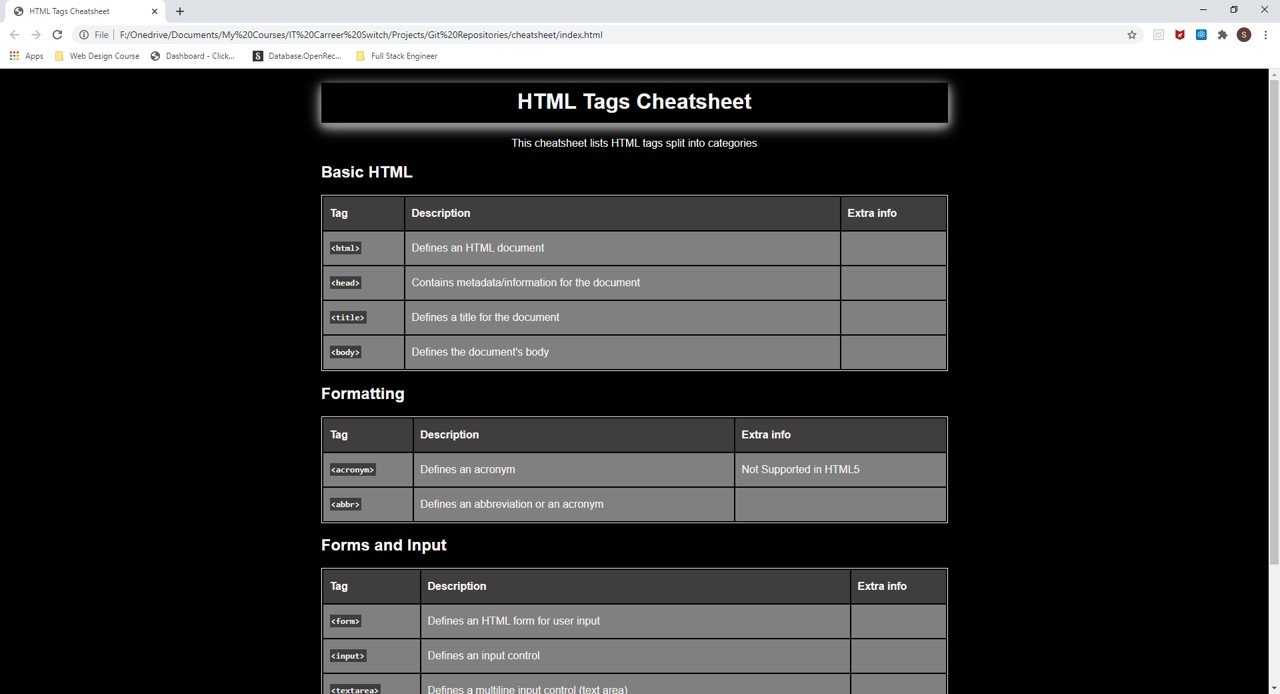 HTML Tags Cheatsheet
File F:/Onedrive/Documents/My%20Courses/IT%20Carreer%20Switch/Projects/Git%20Repositories/cheatsheet/index.html
S
Apps Web Design Course Dashboard - Click... S Database.OpenRec... Full Stack Engineer
HTML Tags Cheatsheet
This cheatsheet lists HTML tags split into categories
Basic HTML
Tag Description Extra info
<html> Defines an HTML document
<head> Contains metadata/information for the document
<title> Defines a title for the document
<body> Defines the document's body
Formatting
Tag Description Extra info
<acronym> Defines an acronym Not Supported in HTML5
<abbr> Defines an abbreviation or an acronym
Forms and Input
Tag Description Extra info
<form> Defines an HTML form for user input
<input> Defines an input control
<textarea> Defines a multiline input control (text area)